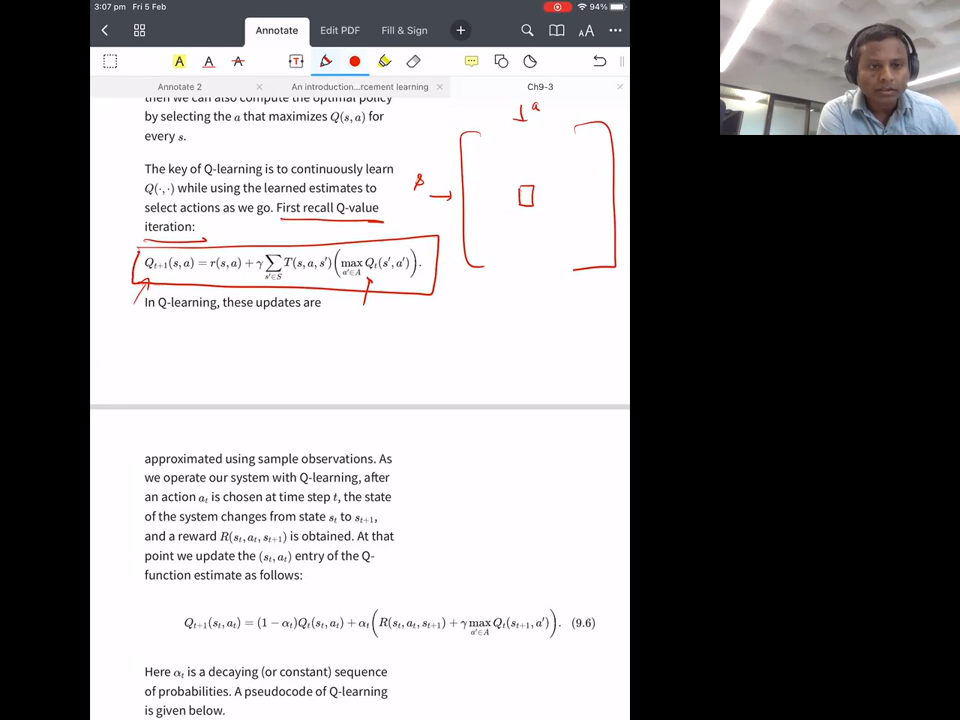 3:07 pm Fri 5 Feb
94%
Annotate
Edit PDF
Fill & Sign
Annotate 2
An introduction...rcement learning
Ch9-3
then we can also compute the optimal policy
by selecting the a that maximizes Q(s, a) for
every s.
The key of Q-learning is to continuously learn
Q(·, ·) while using the learned estimates to
select actions as we go. First recall Q-value
iteration:
Q_{t+1}(s, a) = r(s, a) + γ ∑_{s'∈S} T(s, a, s') ( max_{a'∈A} Q_t(s', a') ).
In Q-learning, these updates are
a
s
approximated using sample observations. As
we operate our system with Q-learning, after
an action a_t is chosen at time step t, the state
of the system changes from state s_t to s_{t+1},
and a reward R(s_t, a_t, s_{t+1}) is obtained. At that
point we update the (s_t, a_t) entry of the Q-
function estimate as follows:
Q_{t+1}(s_t, a_t) = (1 − α_t)Q_t(s_t, a_t) + α_t ( R(s_t, a_t, s_{t+1}) + γ max_{a'∈A} Q_t(s_{t+1}, a') ). (9.6)
Here α_t is a decaying (or constant) sequence
of probabilities. A pseudocode of Q-learning
is given below.